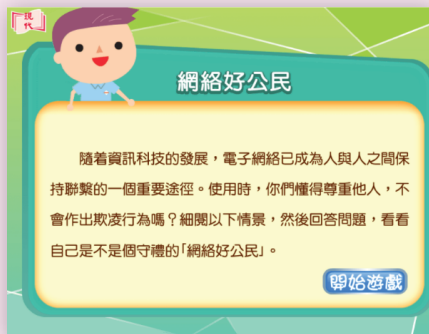 現代
網絡好公民
隨着資訊科技的發展，電子網絡已成為人與人之間保
持聯繫的一個重要途徑。使用時，你們懂得尊重他人，不
會作出欺凌行為嗎？細閱以下情景，然後回答問題，看看
自己是不是個守禮的「網絡好公民」。
開始遊戲